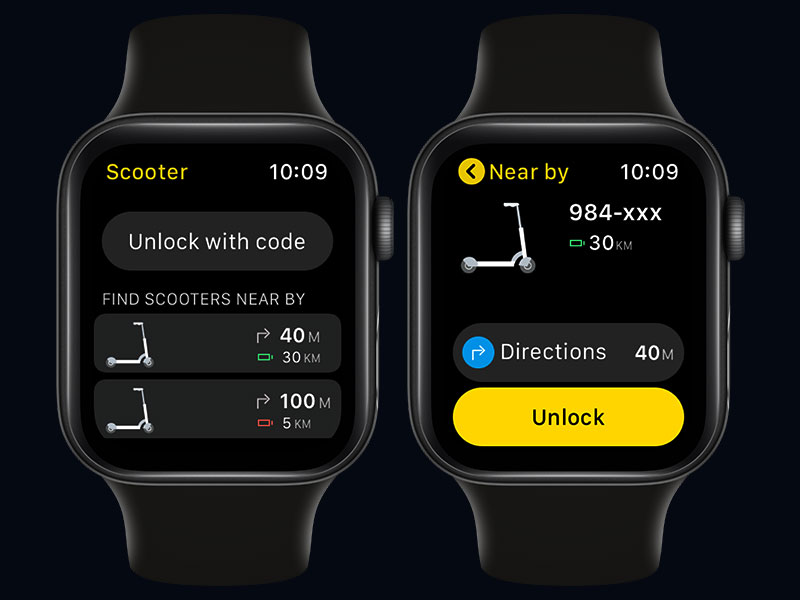 Scooter 10:09
Unlock with code
FIND SCOOTERS NEAR BY
40 M
30 KM
100 M
5 KM
Near by 10:09
984-xxx
30 KM
Directions 40 M
Unlock